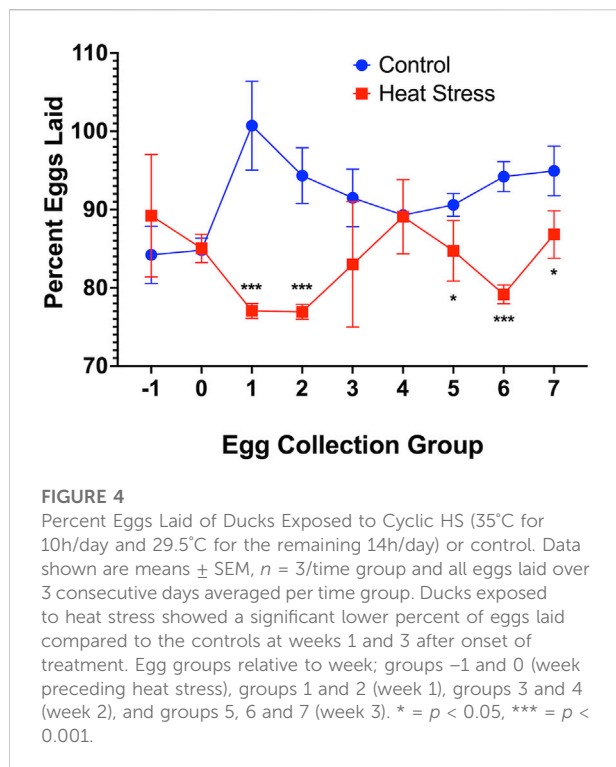 110
100
90
80
70
Percent Eggs Laid
Control
Heat Stress
***
***
*
***
*
-1 0 1 2 3 4 5 6 7
Egg Collection Group
FIGURE 4
Percent Eggs Laid of Ducks Exposed to Cyclic HS (35°C for
10h/day and 29.5°C for the remaining 14h/day) or control. Data
shown are means ± SEM, n = 3/time group and all eggs laid over
3 consecutive days averaged per time group. Ducks exposed
to heat stress showed a significant lower percent of eggs laid
compared to the controls at weeks 1 and 3 after onset of
treatment. Egg groups relative to week; groups −1 and 0 (week
preceding heat stress), groups 1 and 2 (week 1), groups 3 and 4
(week 2), and groups 5, 6 and 7 (week 3). * = p < 0.05, *** = p <
0.001.